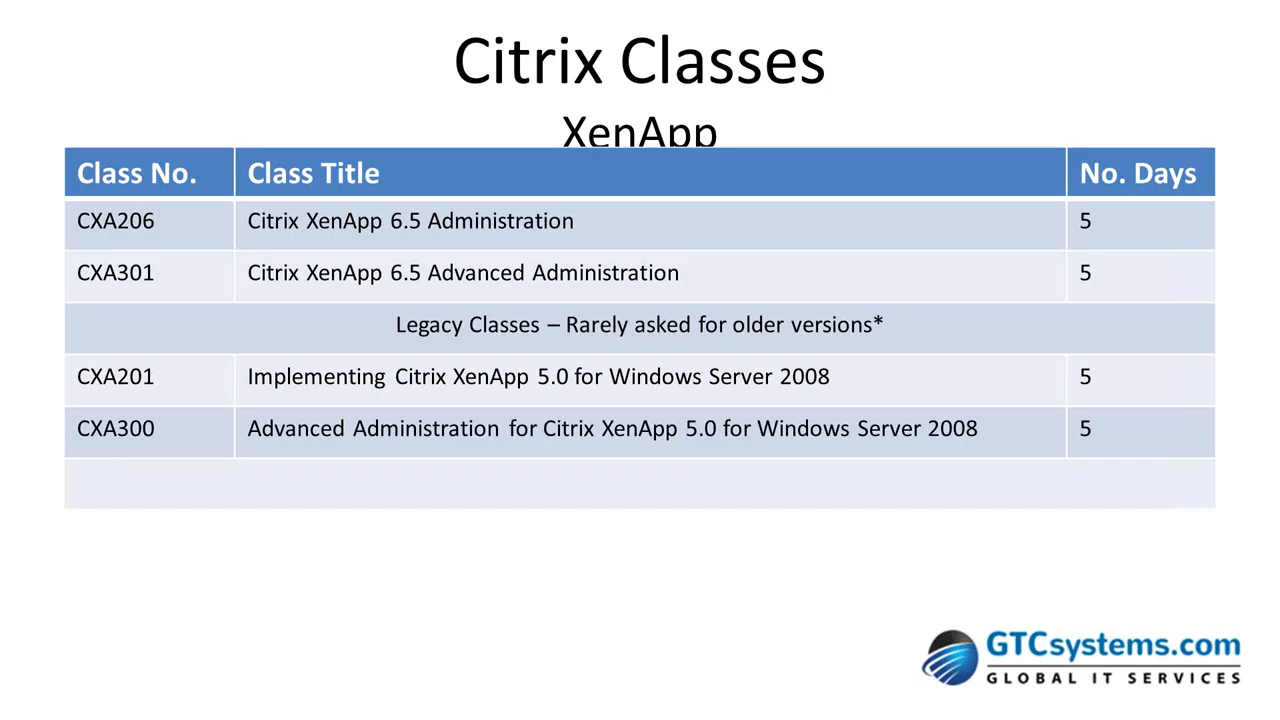 Citrix Classes
XenApp
Class No. Class Title No. Days
CXA206 Citrix XenApp 6.5 Administration 5
CXA301 Citrix XenApp 6.5 Advanced Administration 5
Legacy Classes – Rarely asked for older versions*
CXA201 Implementing Citrix XenApp 5.0 for Windows Server 2008 5
CXA300 Advanced Administration for Citrix XenApp 5.0 for Windows Server 2008 5
GTCsystems.com
GLOBAL IT SERVICES